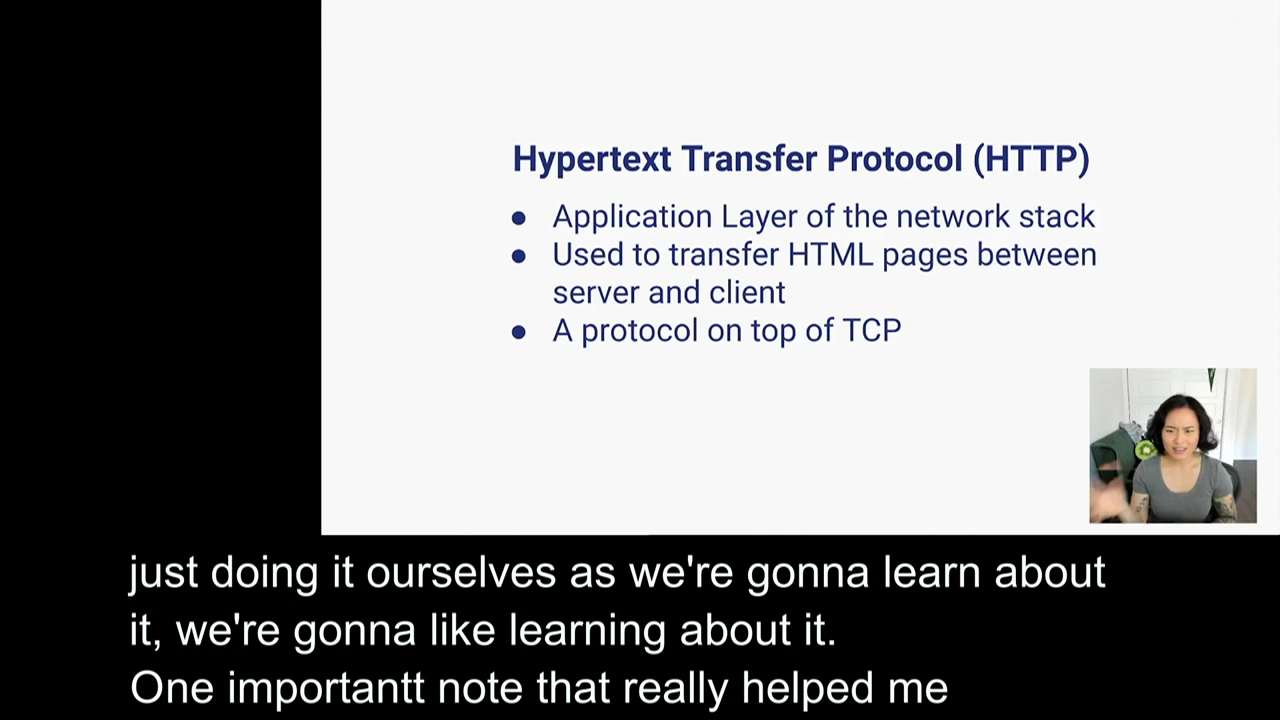 Hypertext Transfer Protocol (HTTP)
● Application Layer of the network stack
● Used to transfer HTML pages between
server and client
● A protocol on top of TCP
just doing it ourselves as we're gonna learn about
it, we're gonna like learning about it.
One importantt note that really helped me